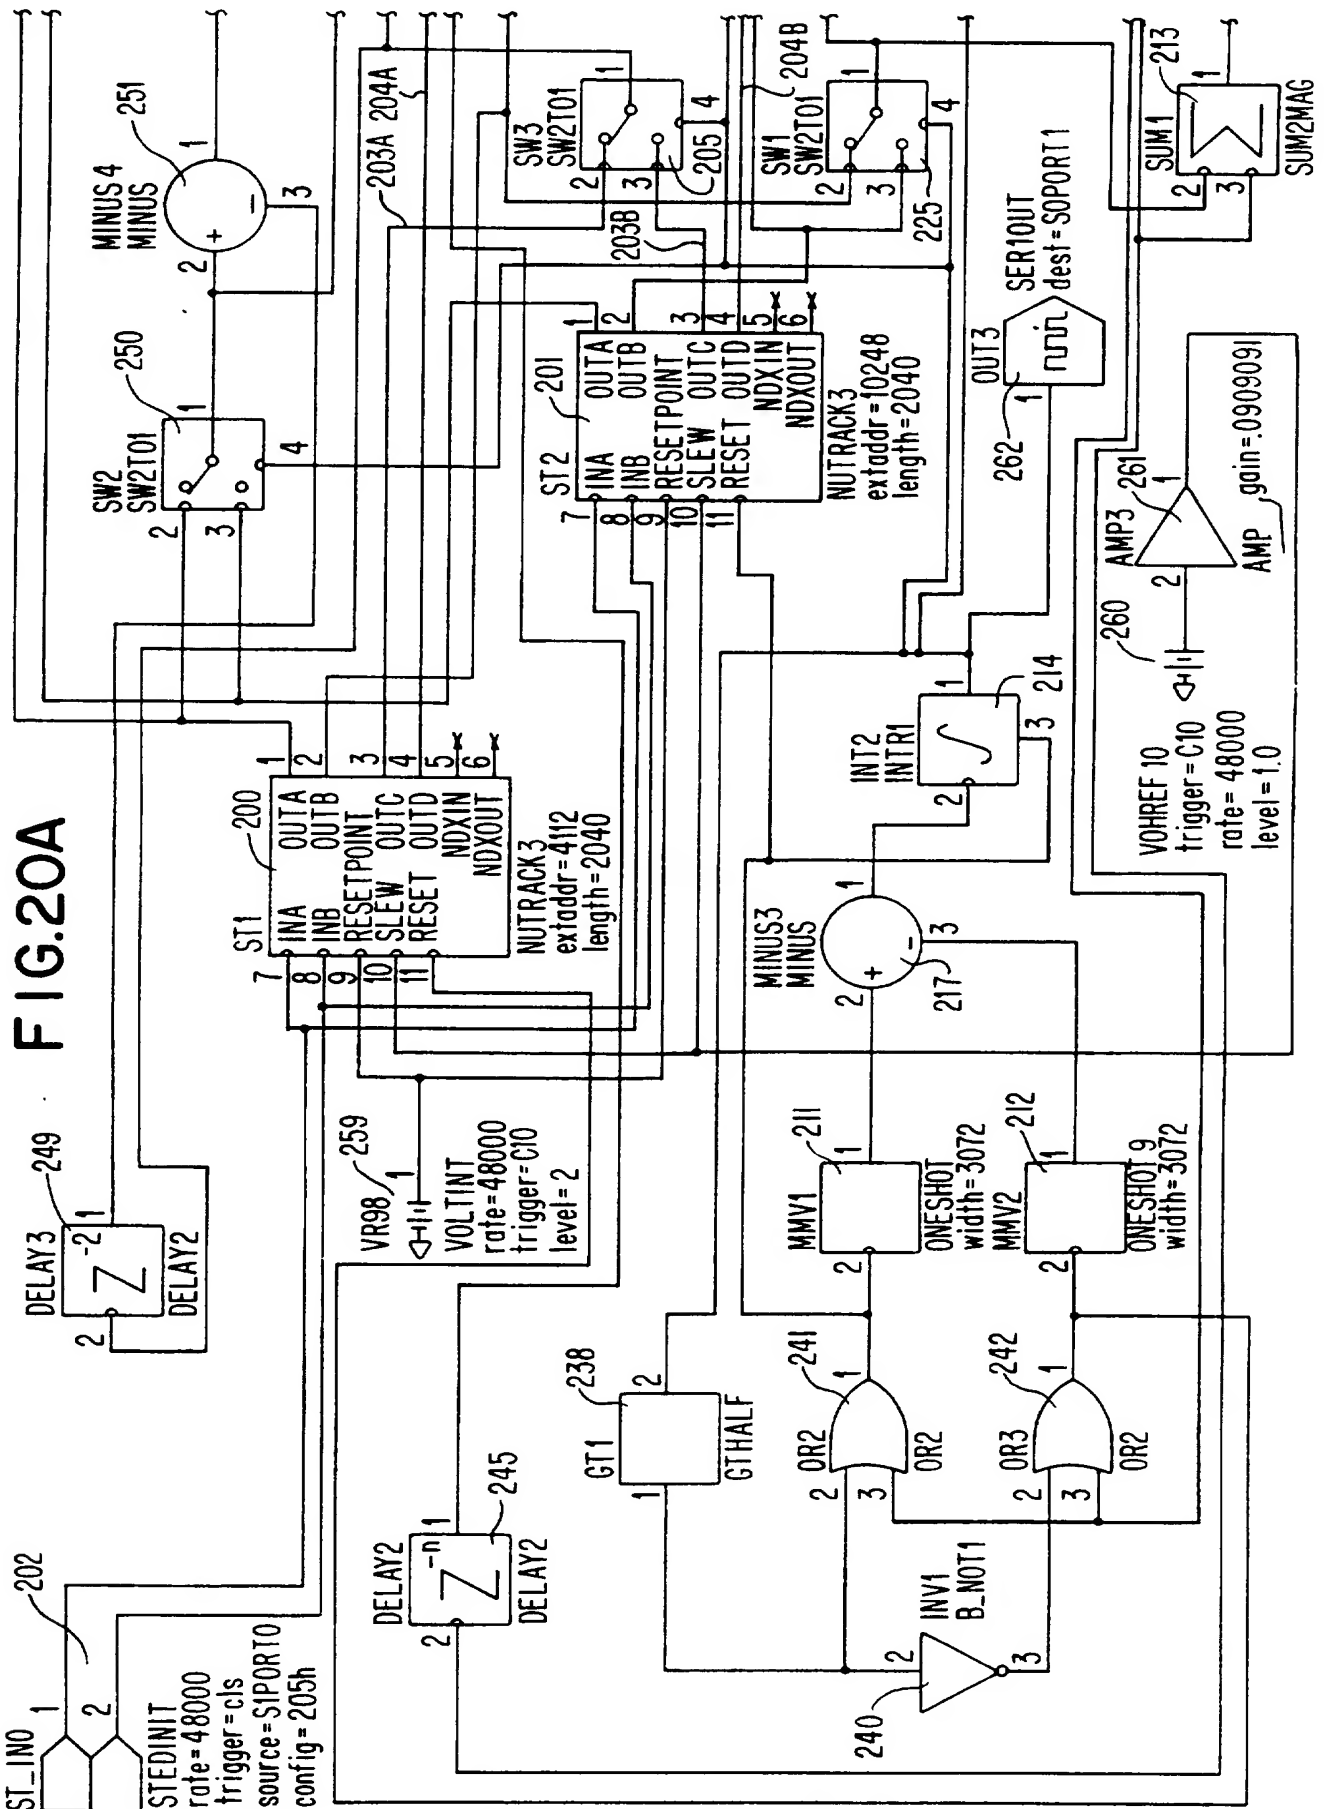 FIG.20A
ST_IN0
1
2
202
STEDINIT
rate=48000
trigger=cls
source=S1PORT0
config=205h
DELAY3
249
Z-2
1
2
DELAY2
SW2
SW2TO1
250
1
2
3
4
MINUS4
MINUS
251
+
-
1
2
3
ST1
200
7
8
9
10
11
INA OUTA
INB OUTB
RESETPOINT
SLEW OUTC
RESET OUTD
NDXIN
NDXOUT
1
2
3
4
5
6
NUTRACK3
extaddr=4112
length=2040
VR98
259
1
VOLTINT
rate=48000
trigger=C10
level=2
203A
204A
SW3
SW2TO1
1
2
3
4
205
203B
204B
ST2
201
7
8
9
10
11
INA OUTA
INB OUTB
RESETPOINT
SLEW OUTC
RESET OUTD
NDXIN
NDXOUT
1
2
3
4
5
6
NUTRACK3
extaddr=10248
length=2040
SW1
SW2TO1
1
2
3
4
225
DELAY2
Z-n
1
2
245
DELAY2
GT1
238
1
2
GTHALF
MMV1
211
1
2
ONESHOT
width=3072
MMV2
212
1
2
ONESHOT 9
width=3072
MINUS3
MINUS
1
2
3
+
-
217
INT2
INTR1
1
2
3
214
OUT3
1
262
SER1OUT
dest=SOPORT1
INV1
B_NOT1
2
3
240
OR2
241
1
2
3
OR2
OR3
242
1
2
3
OR2
VOHREF 10
trigger=C10
rate=48000
level=1.0
260
AMP3
261
1
2
AMP
gain=.0909091
SUM1
213
Σ
1
2
3
SUM2MAG